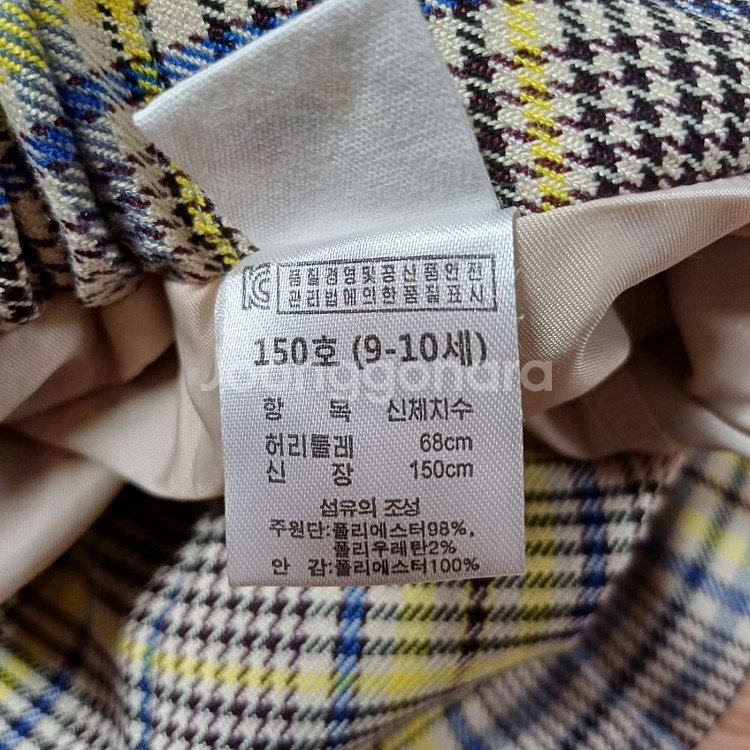 품질경영및공산품안전
관리법에의한품질표시
150호 (9-10세)
joonggonara
항 목 신체치수
허리둘레 68cm
신 장 150cm
섬유의 조성
주원단:폴리에스터98%,
폴리우레탄2%
안 감:폴리에스터100%